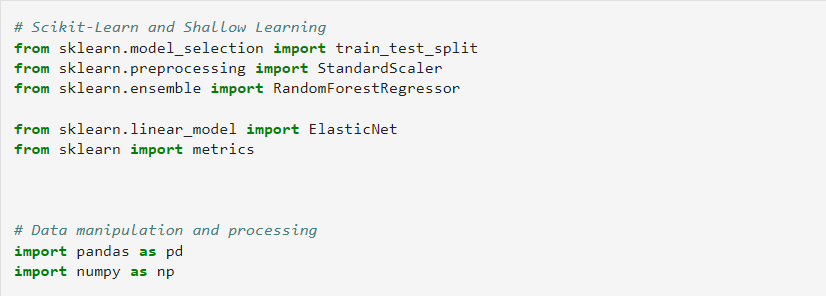 # Scikit-Learn and Shallow Learning
from sklearn.model_selection import train_test_split
from sklearn.preprocessing import StandardScaler
from sklearn.ensemble import RandomForestRegressor
from sklearn.linear_model import ElasticNet
from sklearn import metrics
# Data manipulation and processing
import pandas as pd
import numpy as np